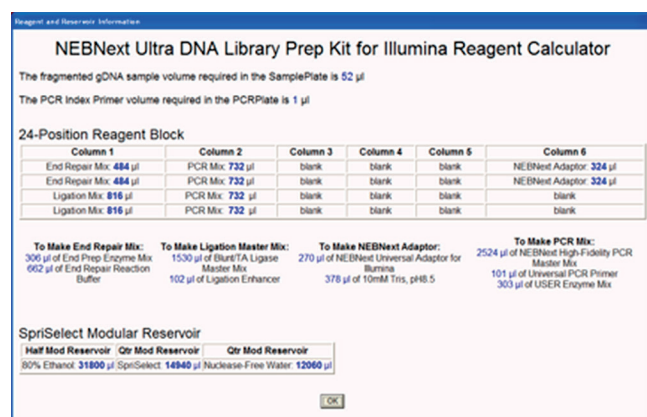 Reagent and Reservoir Information
NEBNext Ultra DNA Library Prep Kit for Illumina Reagent Calculator
The fragmented gDNA sample volume required in the SamplePlate is 52 µl
The PCR Index Primer volume required in the PCRPlate is 1 µl
24-Position Reagent Block
Column 1 Column 2 Column 3 Column 4 Column 5 Column 6
End Repair Mix: 484 µl PCR Mix: 732 µl blank blank blank NEBNext Adaptor: 324 µl
End Repair Mix: 484 µl PCR Mix: 732 µl blank blank blank NEBNext Adaptor: 324 µl
Ligation Mix: 816 µl PCR Mix: 732 µl blank blank blank blank
Ligation Mix: 816 µl PCR Mix: 732 µl blank blank blank blank
To Make End Repair Mix:
306 µl of End Prep Enzyme Mix
662 µl of End Repair Reaction
Buffer
To Make Ligation Master Mix:
1530 µl of Blunt/TA Ligase
Master Mix
102 µl of Ligation Enhancer
To Make NEBNext Adaptor:
270 µl of NEBNext Universal Adaptor for
Illumina
378 µl of 10mM Tris, pH8.5
To Make PCR Mix:
2524 µl of NEBNext High-Fidelity PCR
Master Mix
101 µl of Universal PCR Primer
303 µl of USER Enzyme Mix
SpriSelect Modular Reservoir
Half Mod Reservoir Qtr Mod Reservoir Qtr Mod Reservoir
80% Ethanol: 31800 µl SpriSelect: 14940 µl Nuclease-Free Water: 12060 µl
OK